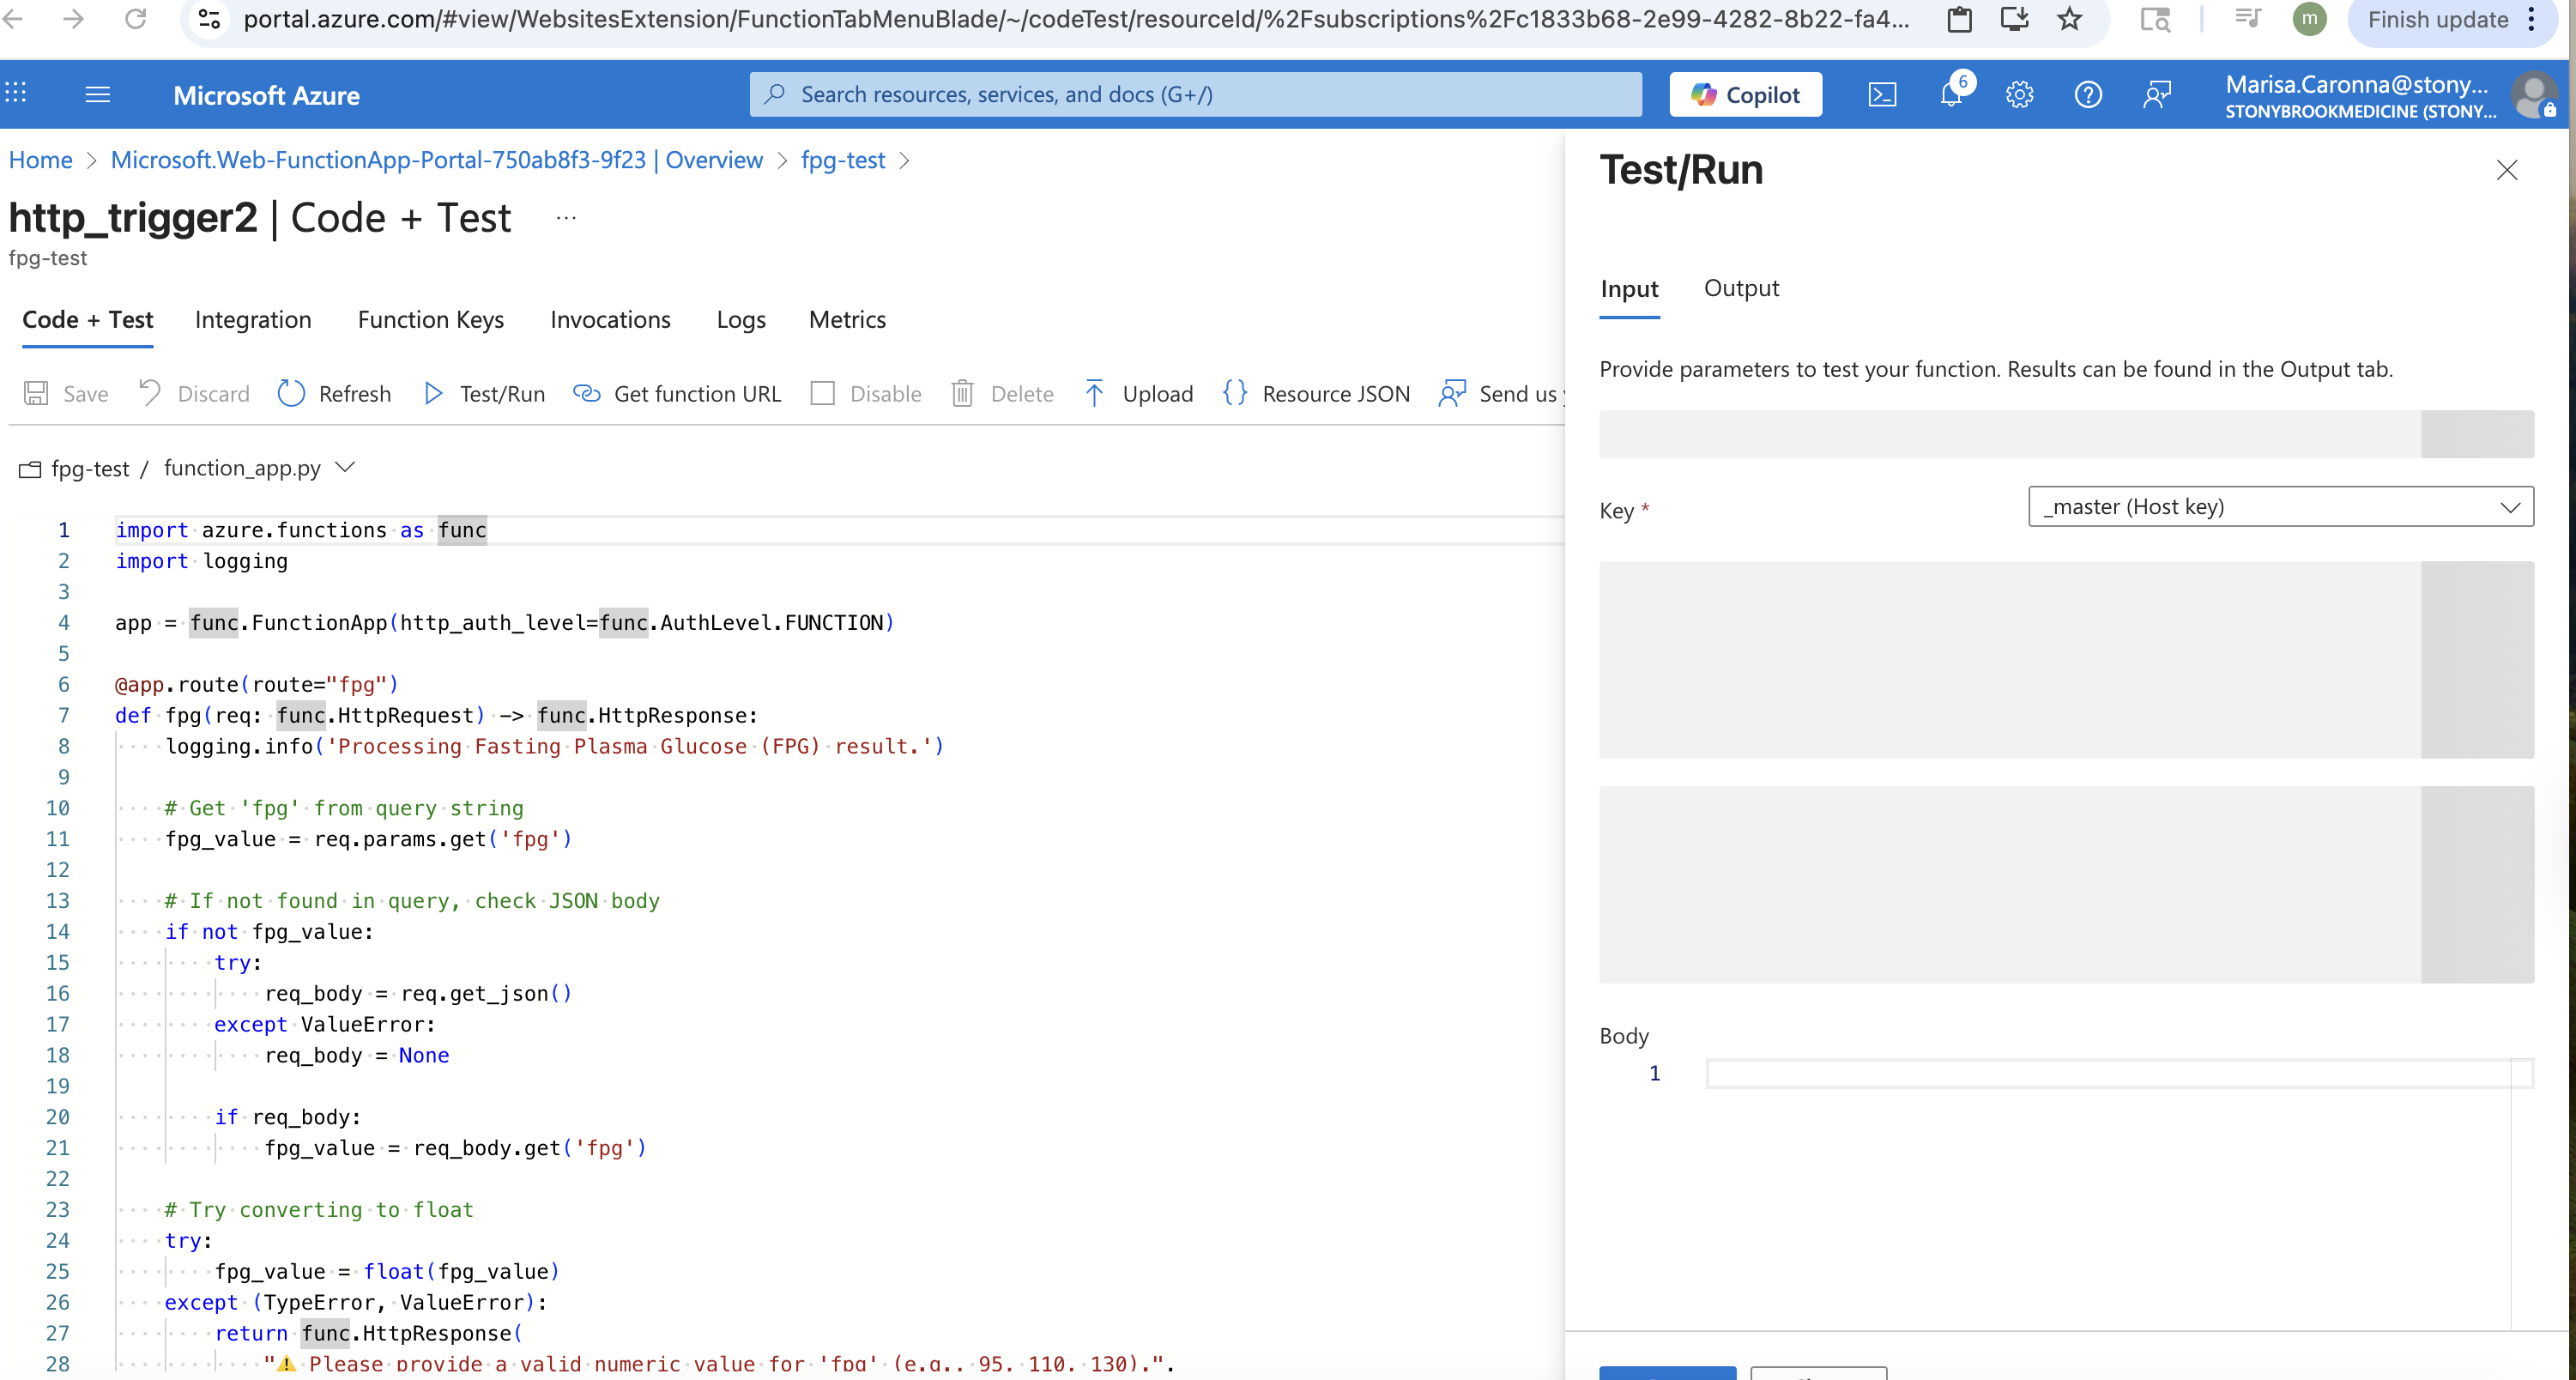 portal.azure.com/#view/WebsitesExtension/FunctionTabMenuBlade/~/codeTest/resourceId/%2Fsubscriptions%2Fc1833b68-2e99-4282-8b22-fa4...
m
Finish update
Microsoft Azure
Search resources, services, and docs (G+/)
Copilot
6
Marisa.Caronna@stony...
STONYBROOKMEDICINE (STONY...
Home > Microsoft.Web-FunctionApp-Portal-750ab8f3-9f23 | Overview > fpg-test >
http_trigger2 | Code + Test ...
fpg-test
Code + Test Integration Function Keys Invocations Logs Metrics
Save Discard Refresh Test/Run Get function URL Disable Delete Upload {} Resource JSON Send us
fpg-test / function_app.py
1 import azure.functions as func
2 import logging
3
4 app = func.FunctionApp(http_auth_level=func.AuthLevel.FUNCTION)
5
6 @app.route(route="fpg")
7 def fpg(req: func.HttpRequest) -> func.HttpResponse:
8     logging.info('Processing Fasting Plasma Glucose (FPG) result.')
9
10     # Get 'fpg' from query string
11     fpg_value = req.params.get('fpg')
12
13     # If not found in query, check JSON body
14     if not fpg_value:
15         try:
16             req_body = req.get_json()
17         except ValueError:
18             req_body = None
19
20         if req_body:
21             fpg_value = req_body.get('fpg')
22
23     # Try converting to float
24     try:
25         fpg_value = float(fpg_value)
26     except (TypeError, ValueError):
27         return func.HttpResponse(
28             "⚠️ Please provide a valid numeric value for 'fpg' (e.g., 95, 110, 130).",
Test/Run
Input Output
Provide parameters to test your function. Results can be found in the Output tab.
Key *
_master (Host key)
Body
1